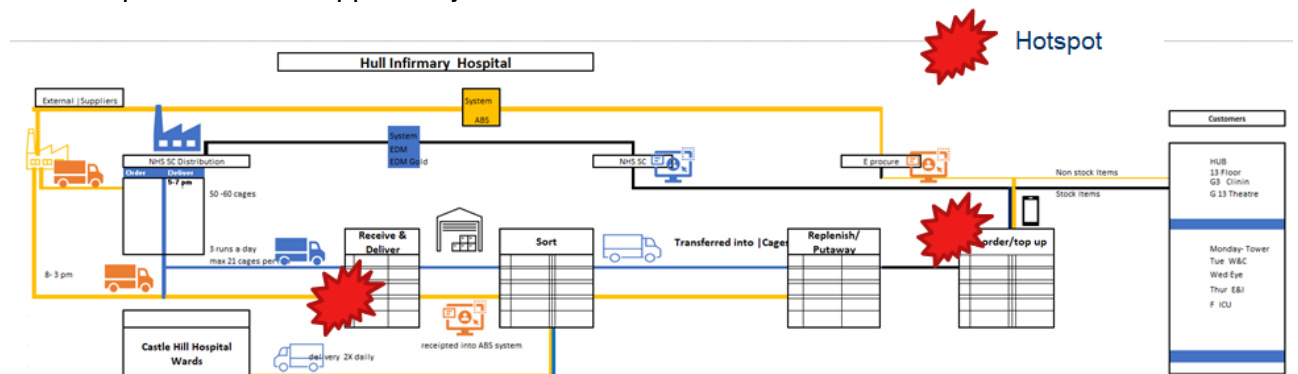 Hotspot
Hull Infirmary Hospital
External |Suppliers
System
ABS
Customers
System
EDM
EDM Gold
NHS SC Distribution
Order Deliver
5-7 pm
NHS SC
E procure
50 -60 cages
Non stock Items
Stock Items
HUB
13 Floor
G3 Clinin
G 13 Theatre
3 runs a day
max 21 cages per
Receive &
Deliver
Sort
Transferred into |Cages
Replenish/
Putaway
order/top up
Monday- Tower
Tue W&C
Wed Eye
Thur E&I
F ICU
8- 3 pm
receipted into ABS system
Castle Hill Hospital
Wards
delivery 2X daily